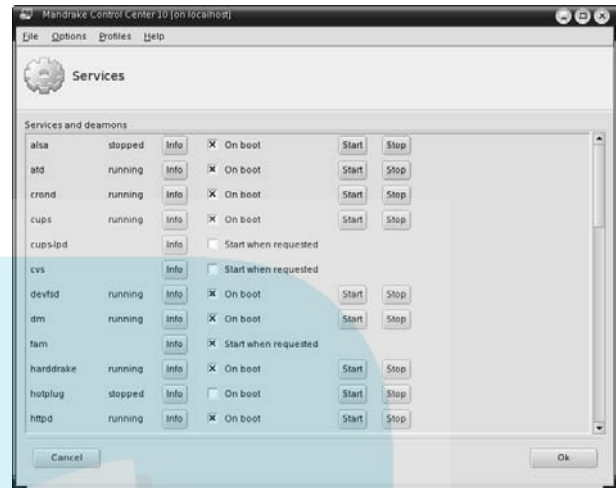 Mandrake Control Center 10 [on localhost]
File Options Profiles Help
Services
Services and deamons
alsa stopped Info On boot Start Stop
atd running Info On boot Start Stop
crond running Info On boot Start Stop
cups running Info On boot Start Stop
cups-lpd Info Start when requested
cvs Info Start when requested
devfsd running Info On boot Start Stop
dm running Info On boot Start Stop
fam Info Start when requested
harddrake running Info On boot Start Stop
hotplug stopped Info On boot Start Stop
httpd running Info On boot Start Stop
Cancel Ok